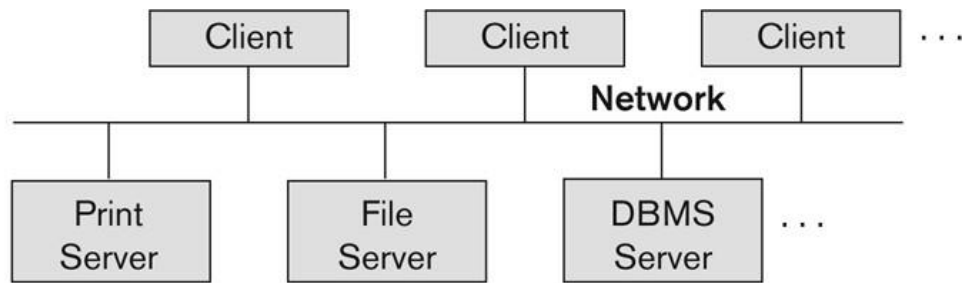 Client Client Client . . .
Network
Print File DBMS
Server Server Server . . .